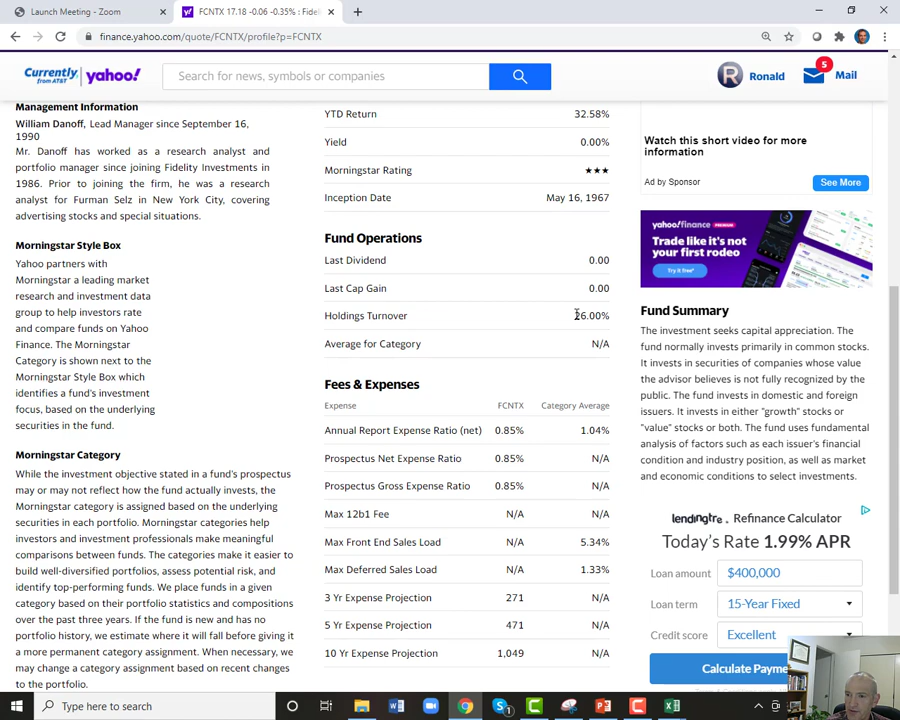 Launch Meeting - Zoom
FCNTX 17.18 -0.06 -0.35% : Fideli
finance.yahoo.com/quote/FCNTX/profile?p=FCNTX
Currently,
from AT&T
yahoo!
Search for news, symbols or companies
R
Ronald
5
Mail
Management Information
William Danoff, Lead Manager since September 16,
1990
Mr. Danoff has worked as a research analyst and
portfolio manager since joining Fidelity Investments in
1986. Prior to joining the firm, he was a research
analyst for Furman Selz in New York City, covering
advertising stocks and special situations.
Morningstar Style Box
Yahoo partners with
Morningstar a leading market
research and investment data
group to help investors rate
and compare funds on Yahoo
Finance. The Morningstar
Category is shown next to the
Morningstar Style Box which
identifies a fund's investment
focus, based on the underlying
securities in the fund.
Morningstar Category
While the investment objective stated in a fund's prospectus
may or may not reflect how the fund actually invests, the
Morningstar category is assigned based on the underlying
securities in each portfolio. Morningstar categories help
investors and investment professionals make meaningful
comparisons between funds. The categories make it easier to
build well-diversified portfolios, assess potential risk, and
identify top-performing funds. We place funds in a given
category based on their portfolio statistics and compositions
over the past three years. If the fund is new and has no
portfolio history, we estimate where it will fall before giving it
a more permanent category assignment. When necessary, we
may change a category assignment based on recent changes
to the portfolio.
YTD Return 32.58%
Yield 0.00%
Morningstar Rating ★★★
Inception Date May 16, 1967
Fund Operations
Last Dividend 0.00
Last Cap Gain 0.00
Holdings Turnover 26.00%
Average for Category N/A
Fees & Expenses
Expense FCNTX Category Average
Annual Report Expense Ratio (net) 0.85% 1.04%
Prospectus Net Expense Ratio 0.85% N/A
Prospectus Gross Expense Ratio 0.85% N/A
Max 12b1 Fee N/A N/A
Max Front End Sales Load N/A 5.34%
Max Deferred Sales Load N/A 1.33%
3 Yr Expense Projection 271 N/A
5 Yr Expense Projection 471 N/A
10 Yr Expense Projection 1,049 N/A
Watch this short video for more
information
Ad by Sponsor
See More
yahoo!finance PREMIUM
Trade like it's not
your first rodeo
Try it free*
Fund Summary
The investment seeks capital appreciation. The
fund normally invests primarily in common stocks.
It invests in securities of companies whose value
the advisor believes is not fully recognized by the
public. The fund invests in domestic and foreign
issuers. It invests in either "growth" stocks or
"value" stocks or both. The fund uses fundamental
analysis of factors such as each issuer's financial
condition and industry position, as well as market
and economic conditions to select investments.
lendingtree Refinance Calculator
Today's Rate 1.99% APR
Loan amount $400,000
Loan term 15-Year Fixed
Credit score Excellent
Calculate Payme
Type here to search